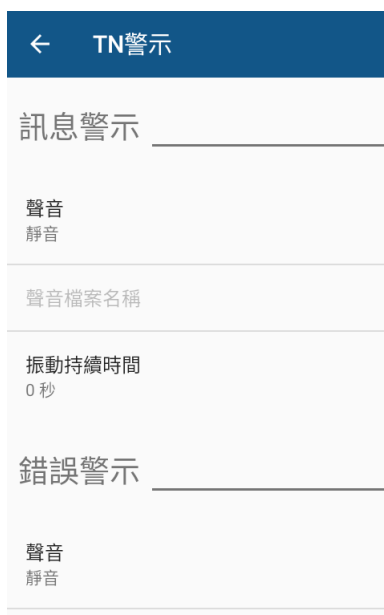 TN警示
訊息警示
聲音
靜音
聲音檔案名稱
振動持續時間
0 秒
錯誤警示
聲音
靜音